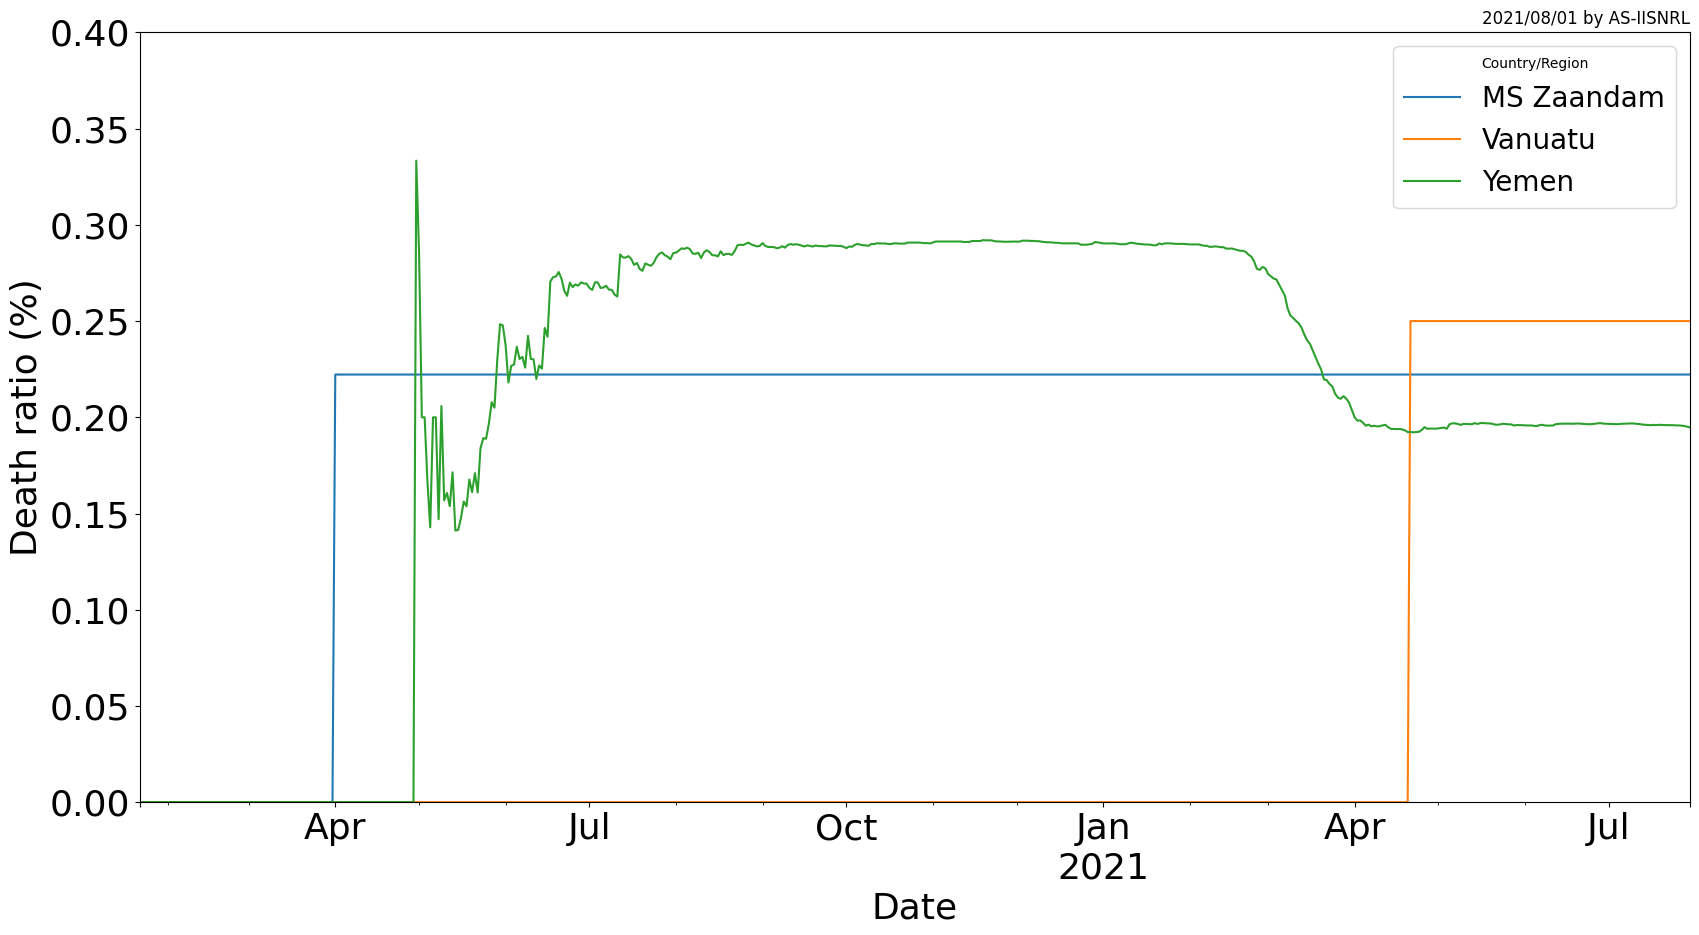 2021/08/01 by AS-IISNRL
Country/Region
MS Zaandam
Vanuatu
Yemen
Death ratio (%)
0.40
0.35
0.30
0.25
0.20
0.15
0.10
0.05
0.00
Apr Jul Oct Jan Apr Jul
2021
Date